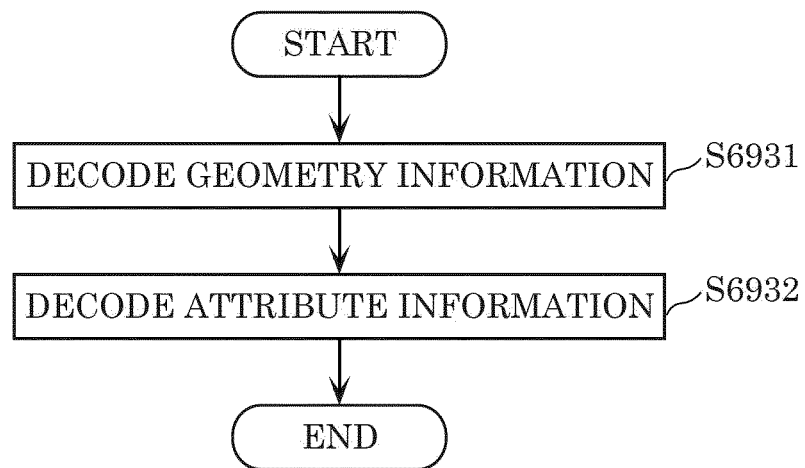 START
DECODE GEOMETRY INFORMATION
S6931
DECODE ATTRIBUTE INFORMATION
S6932
END